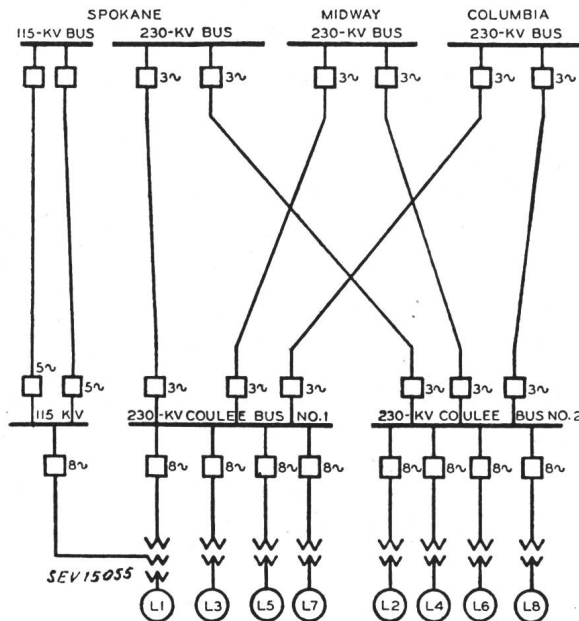 SPOKANE MIDWAY COLUMBIA
115-KV BUS 230-KV BUS 230-KV BUS 230-KV BUS
3~ 3~ 3~ 3~ 3~ 3~
5~ 5~ 3~ 3~ 3~ 3~ 3~ 3~
115 KV 230-KV COULEE BUS NO.1 230-KV COULEE BUS NO.2
8~ 8~ 8~ 8~ 8~ 8~ 8~ 8~ 8~
SEV15055
L1 L3 L5 L7 L2 L4 L6 L8